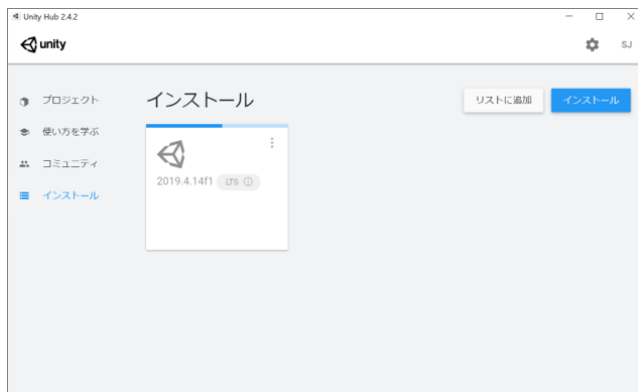 Unity Hub 2.4.2
unity
SJ
プロジェクト
使い方を学ぶ
コミュニティ
インストール
インストール
リストに追加
インストール
2019.4.14f1 LTS